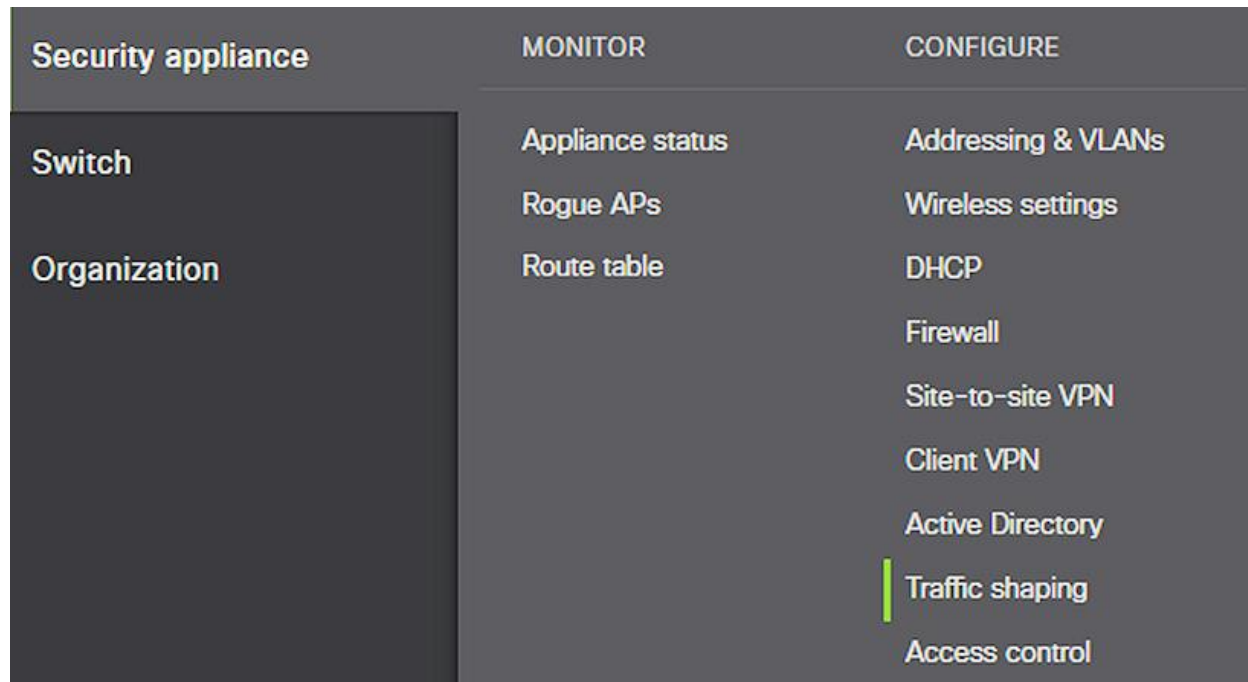 Security appliance
Switch
Organization
MONITOR
Appliance status
Rogue APs
Route table
CONFIGURE
Addressing & VLANs
Wireless settings
DHCP
Firewall
Site-to-site VPN
Client VPN
Active Directory
Traffic shaping
Access control